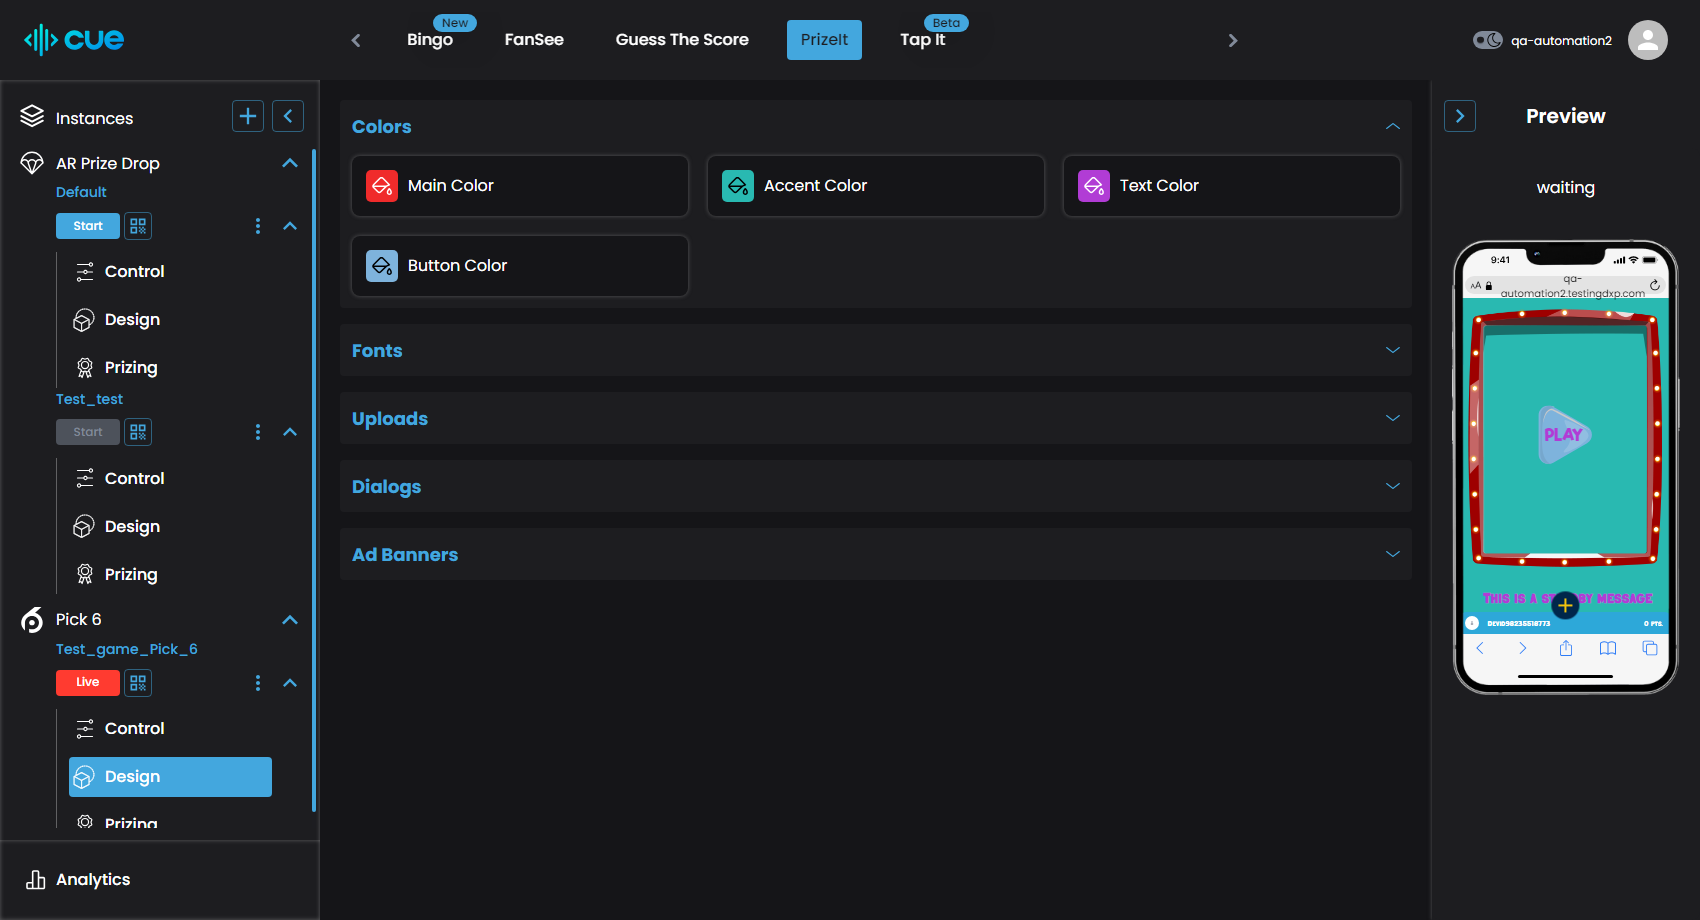 cue
Bingo
New
FanSee
Guess The Score
PrizeIt
Tap It
Beta
qa-automation2
Instances
AR Prize Drop
Default
Start
Control
Design
Prizing
Test_test
Start
Control
Design
Prizing
Pick 6
Test_game_Pick_6
Live
Control
Design
Prizing
Analytics
Colors
Main Color
Accent Color
Text Color
Button Color
Fonts
Uploads
Dialogs
Ad Banners
Preview
waiting
9:41
AA
qa-
automation2.testingdxp.com
PLAY
THIS IS A ST BY MESSAGE
0 PTS.